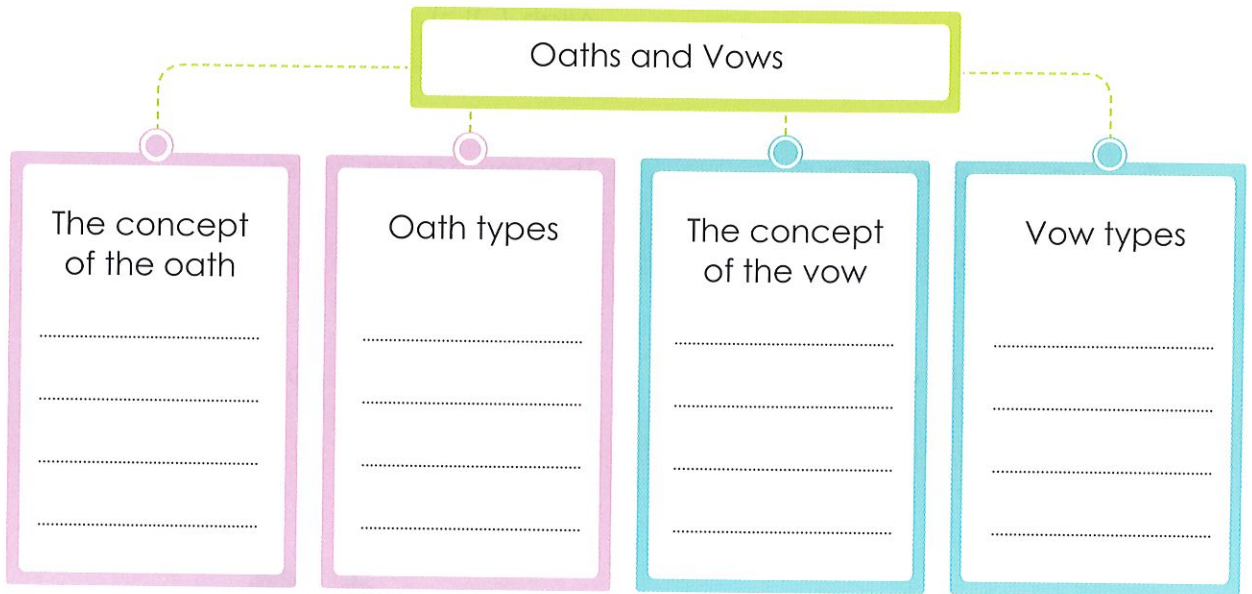 Oaths and Vows
The concept
of the oath
Oath types
The concept
of the vow
Vow types